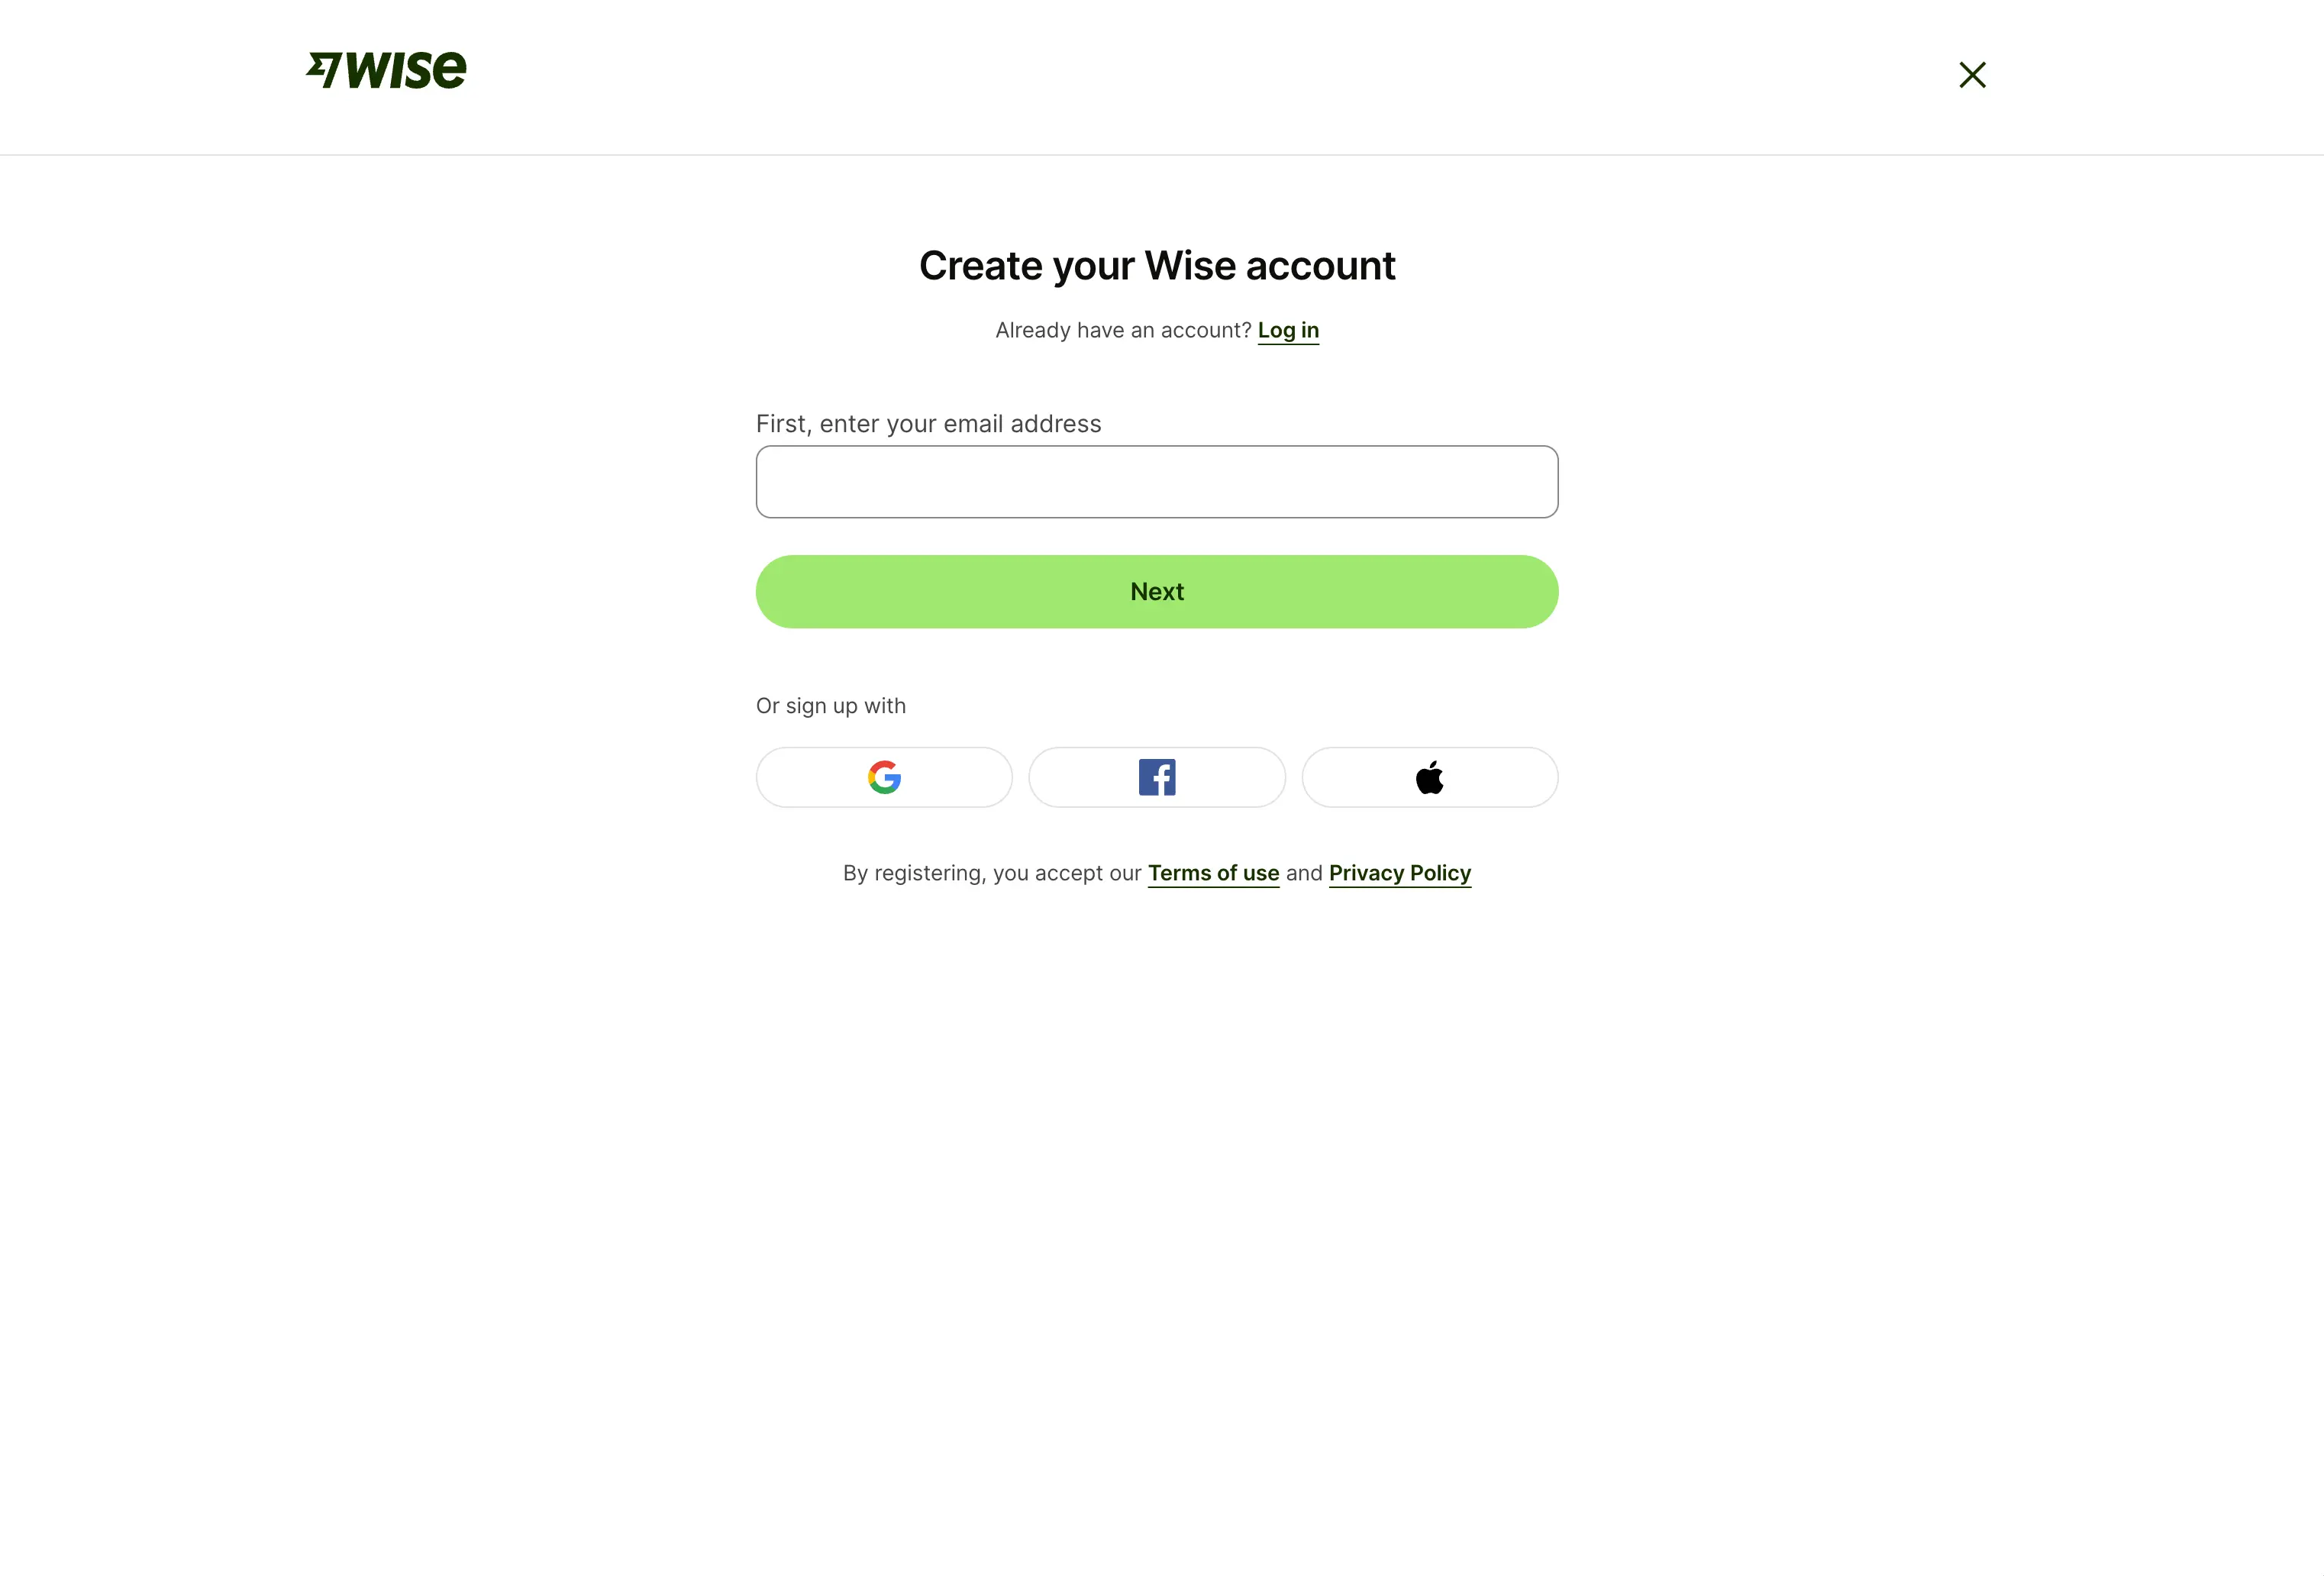 wise
Create your Wise account
Already have an account? Log in
First, enter your email address
Next
Or sign up with
By registering, you accept our Terms of use and Privacy Policy